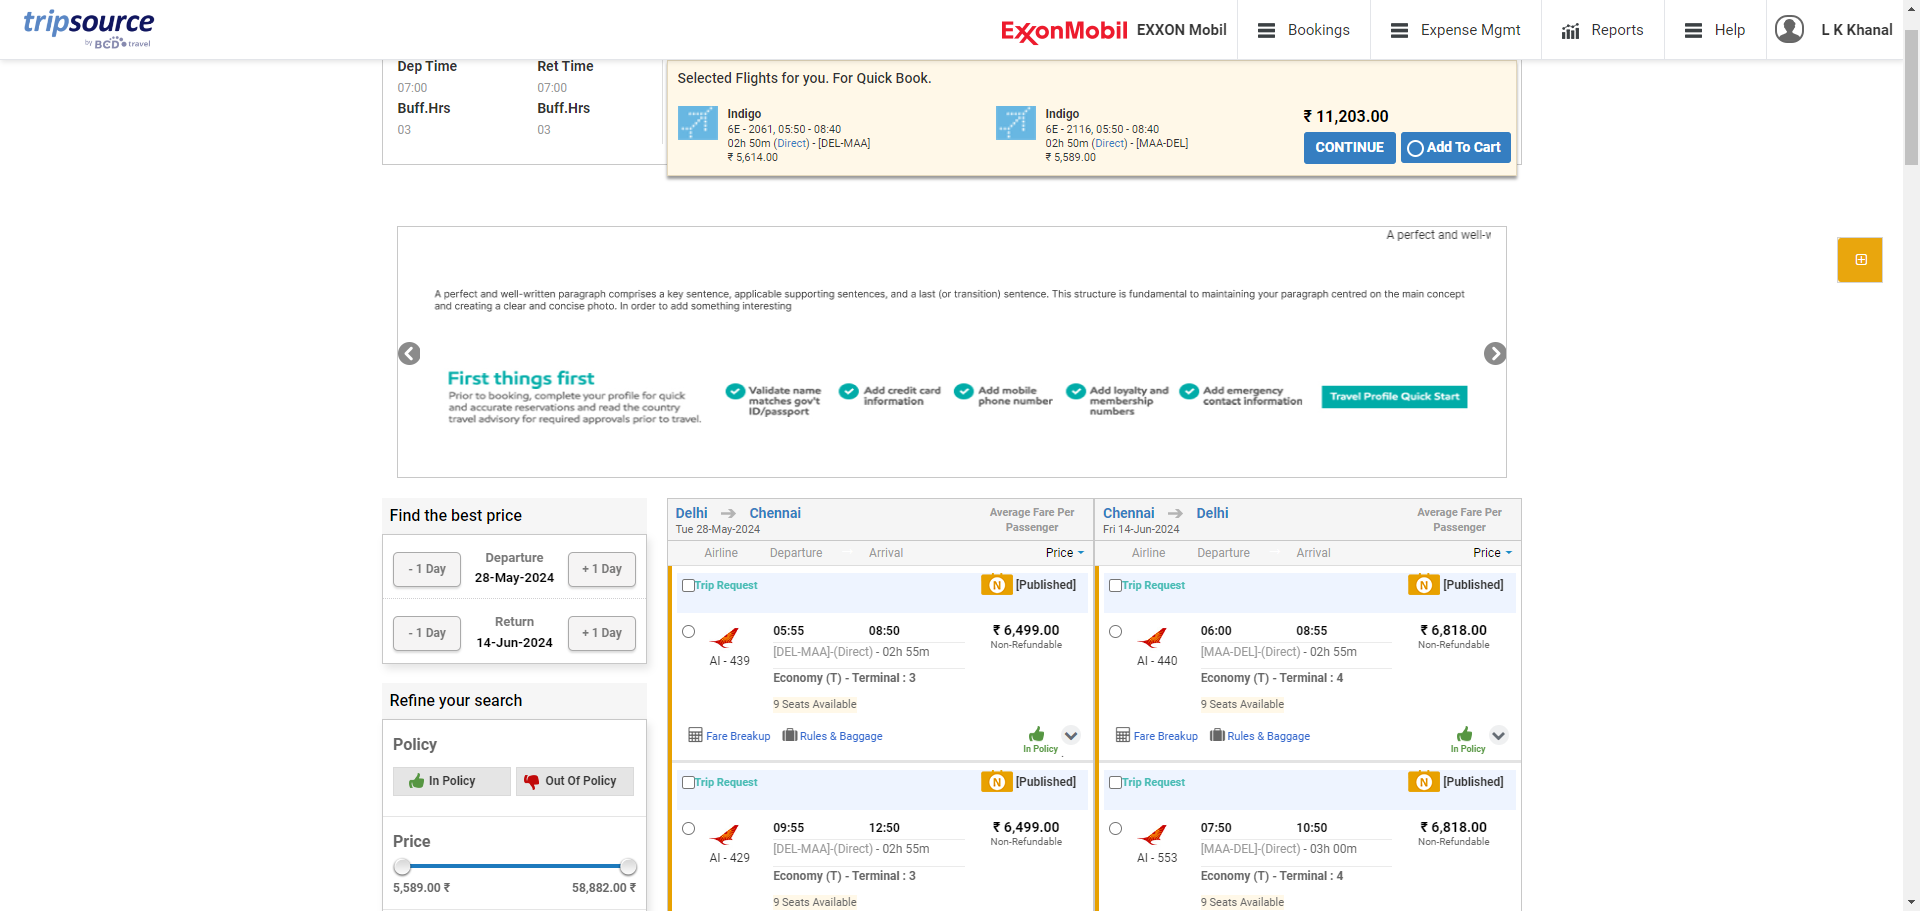 tripsource
by BCD travel
ExxonMobil EXXON Mobil
Bookings
Expense Mgmt
Reports
Help
L K Khanal
Dep Time
Ret Time
07:00
07:00
Buff.Hrs
Buff.Hrs
03
03
Selected Flights for you. For Quick Book.
Indigo
6E - 2061, 05:50 - 08:40
02h 50m (Direct) - [DEL-MAA]
₹ 5,614.00
Indigo
6E - 2116, 05:50 - 08:40
02h 50m (Direct) - [MAA-DEL]
₹ 5,589.00
₹ 11,203.00
CONTINUE
Add To Cart
A perfect and well-w
A perfect and well-written paragraph comprises a key sentence, applicable supporting sentences, and a last (or transition) sentence. This structure is fundamental to maintaining your paragraph centred on the main concept
and creating a clear and concise photo. In order to add something interesting
First things first
Prior to booking, complete your profile for quick
and accurate reservations and read the country
travel advisory for required approvals prior to travel.
Validate name
matches gov't
ID/passport
Add credit card
information
Add mobile
phone number
Add loyalty and
membership
numbers
Add emergency
contact information
Travel Profile Quick Start
Find the best price
- 1 Day
Departure
28-May-2024
+ 1 Day
- 1 Day
Return
14-Jun-2024
+ 1 Day
Refine your search
Policy
In Policy
Out Of Policy
Price
5,589.00 ₹
58,882.00 ₹
Delhi
Chennai
Tue 28-May-2024
Average Fare Per
Passenger
Airline
Departure
Arrival
Price
Trip Request
N [Published]
05:55
08:50
₹ 6,499.00
[DEL-MAA]-(Direct) - 02h 55m
Non-Refundable
AI - 439
Economy (T) - Terminal : 3
9 Seats Available
Fare Breakup
Rules & Baggage
In Policy
Trip Request
N [Published]
09:55
12:50
₹ 6,499.00
[DEL-MAA]-(Direct) - 02h 55m
Non-Refundable
AI - 429
Economy (T) - Terminal : 3
9 Seats Available
Chennai
Delhi
Fri 14-Jun-2024
Average Fare Per
Passenger
Airline
Departure
Arrival
Price
Trip Request
N [Published]
06:00
08:55
₹ 6,818.00
[MAA-DEL]-(Direct) - 02h 55m
Non-Refundable
AI - 440
Economy (T) - Terminal : 4
9 Seats Available
Fare Breakup
Rules & Baggage
In Policy
Trip Request
N [Published]
07:50
10:50
₹ 6,818.00
[MAA-DEL]-(Direct) - 03h 00m
Non-Refundable
AI - 553
Economy (T) - Terminal : 4
9 Seats Available